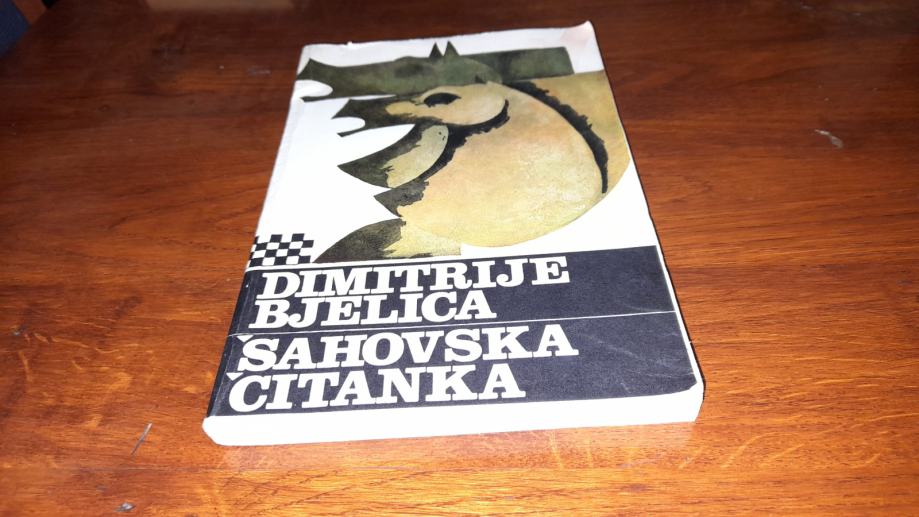 DIMITRIJE
BJELICA
ŠAHOVSKA
ČITANKA